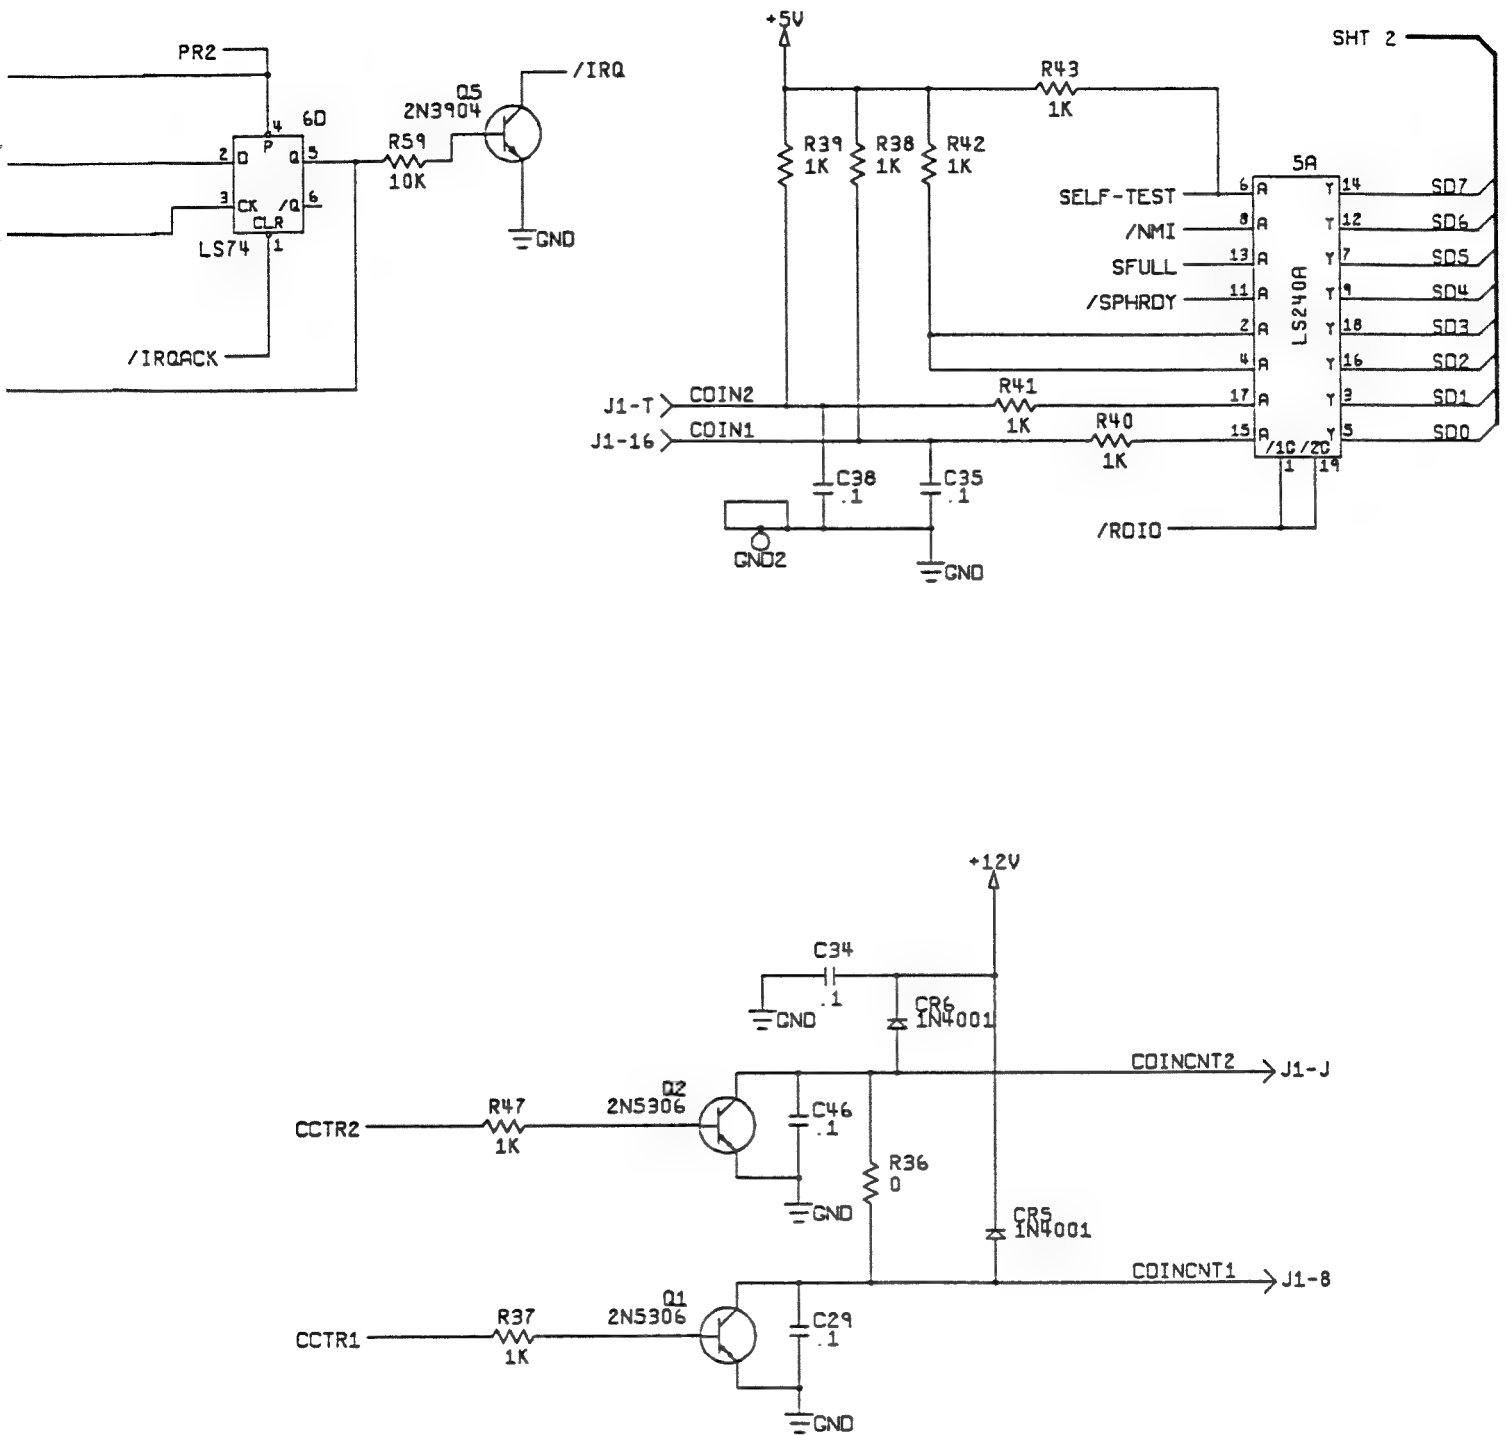 +5V
SHT 2
PR2
/IRQ
Q5
2N3904
R43
1K
4
6D
P
R59
10K
2 D Q 5
3 CK /Q 6
CLR
LS74 1
GND
/IRQACK
R39
1K
R38
1K
R42
1K
5A
LS240A
SELF-TEST 6 A Y 14 SD7
/NMI 8 A Y 12 SD6
SFULL 13 A Y 7 SD5
/SPHRDY 11 A Y 9 SD4
2 A Y 18 SD3
4 A Y 16 SD2
J1-T COIN2 R41 1K 17 A Y 3 SD1
J1-16 COIN1 R40 1K 15 A Y 5 SD0
/1G /2G
1 19
C38
.1
C35
.1
/RDIO
GND2
GND
+12V
C34
.1
GND
CR6
1N4001
COINCNT2 J1-J
Q2
2N5306
CCTR2 R47
1K
C46
.1
R36
0
GND
CR5
1N4001
COINCNT1 J1-8
Q1
2N5306
CCTR1 R37
1K
C29
.1
GND